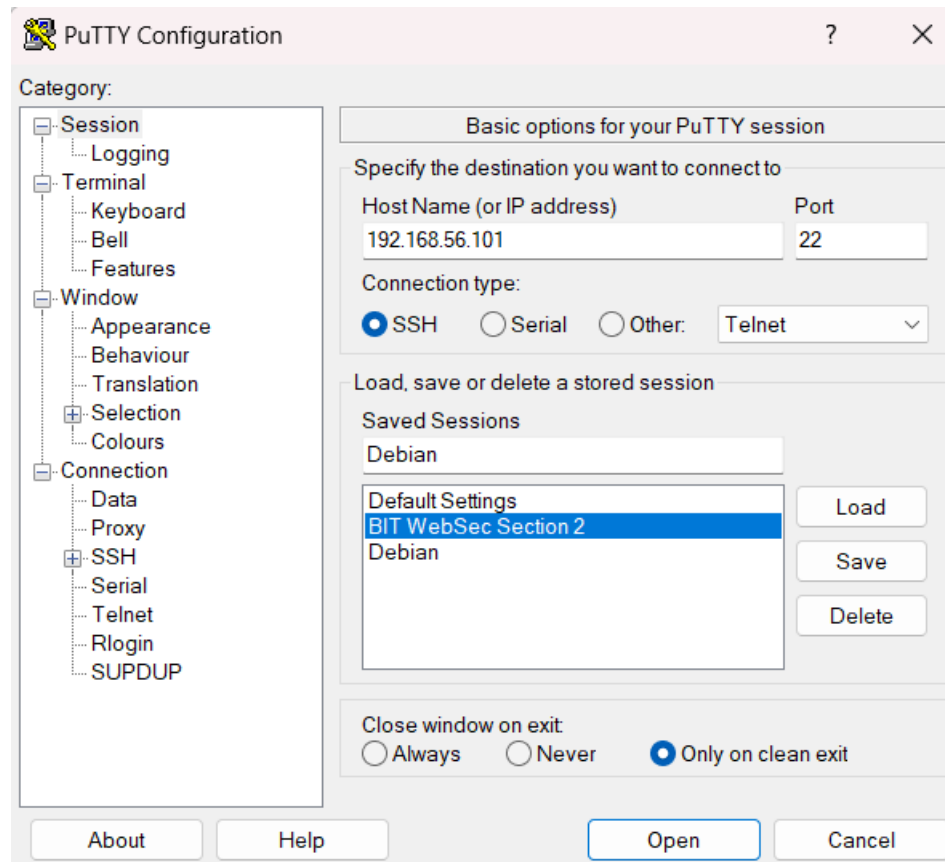 PuTTY Configuration
?
Category:
Session
Logging
Terminal
Keyboard
Bell
Features
Window
Appearance
Behaviour
Translation
Selection
Colours
Connection
Data
Proxy
SSH
Serial
Telnet
Rlogin
SUPDUP
Basic options for your PuTTY session
Specify the destination you want to connect to
Host Name (or IP address) Port
192.168.56.101 22
Connection type:
SSH Serial Other: Telnet
Load, save or delete a stored session
Saved Sessions
Debian
Default Settings
BIT WebSec Section 2
Debian
Load
Save
Delete
Close window on exit:
Always Never Only on clean exit
About Help Open Cancel